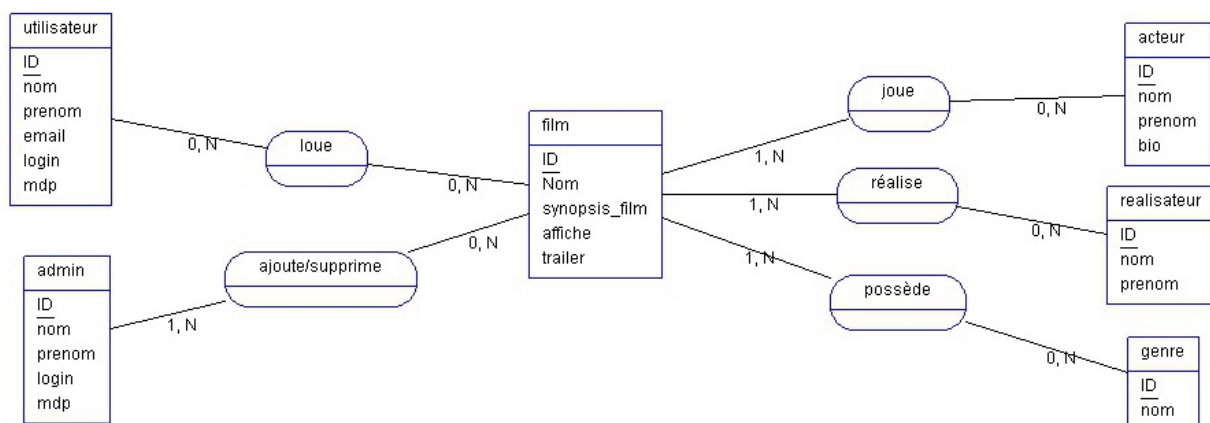 utilisateur
ID
nom
prenom
email
login
mdp
0, N
loue
0, N
admin
ID
nom
prenom
login
mdp
1, N
ajoute/supprime
0, N
film
ID
Nom
synopsis_film
affiche
trailer
1, N
joue
0, N
acteur
ID
nom
prenom
bio
1, N
réalise
0, N
realisateur
ID
nom
prenom
1, N
possède
0, N
genre
ID
nom